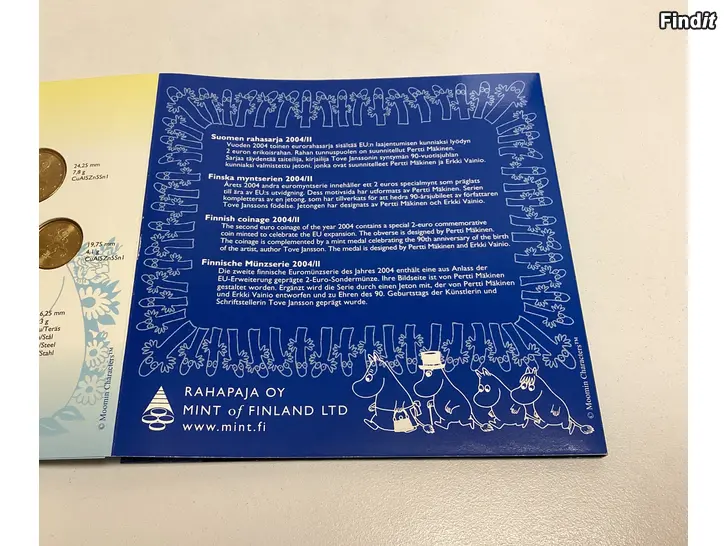 Findit
24,25 mm
7,8 g
CuAl5Zn5Sn1
19,75 mm
4,1 g
CuAl5Zn5Sn1
6,25 mm
3 g
/Teräs
/Stål
/Steel
/Stahl
© Moomin Characters™
Suomen rahasarja 2004/II
Vuoden 2004 toinen eurorahasarja sisältää EU:n laajentumisen kunniaksi lyödyn
2 euron erikoisrahan. Rahan tunnuspuolen on suunnitellut Pertti Mäkinen.
Sarjaa täydentää taiteilija, kirjailija Tove Janssonin syntymän 90-vuotisjuhlan
kunniaksi valmistettu jetoni, jonka ovat suunnitelleet Pertti Mäkinen ja Erkki Vainio.
Finska myntserien 2004/II
Årets 2004 andra euromyntserie innehåller ett 2 euros specialmynt som präglats
till ära av EU:s utvidgning. Dess motivsida har utformats av Pertti Mäkinen. Serien
kompletteras av en jetong, som har tillverkats för att hedra 90-årsjubileet av författaren
Tove Janssons födelse. Jetongen har designats av Pertti Mäkinen och Erkki Vainio.
Finnish coinage 2004/II
The second euro coinage of the year 2004 contains a special 2-euro commemorative
coin minted to celebrate the EU expansion. The obverse is designed by Pertti Mäkinen.
The coinage is complemented by a mint medal celebrating the 90th anniversary of the birth
of the artist, author Tove Jansson. The medal is designed by Pertti Mäkinen and Erkki Vainio.
Finnische Münzserie 2004/II
Die zweite finnische Euromünzserie des Jahres 2004 enthält eine aus Anlass der
EU-Erweiterung geprägte 2-Euro-Sondermünze. Ihre Bildseite ist von Pertti Mäkinen
gestaltet worden. Ergänzt wird die Serie durch einen Jeton mit, der von Pertti Mäkinen
und Erkki Vainio entworfen und zu Ehren des 90. Geburtstags der Künstlerin und
Schriftstellerin Tove Jansson geprägt wurde.
RAHAPAJA OY
MINT of FINLAND LTD
www.mint.fi
© Moomin Characters™